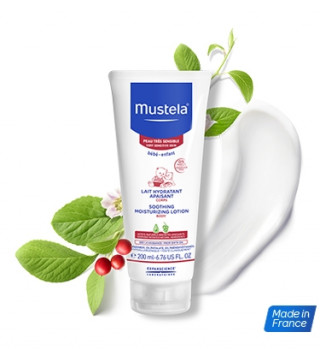 mustela
PEAU TRÈS SENSIBLE
VERY SENSITIVE SKIN
bébé-enfant
LAIT HYDRATANT
APAISANT
CORPS
SOOTHING
MOISTURIZING LOTION
BODY
e 200 ml 6.76 US FL. OZ
EXPANSCIENCE
LABORATOIRES
Made in
France